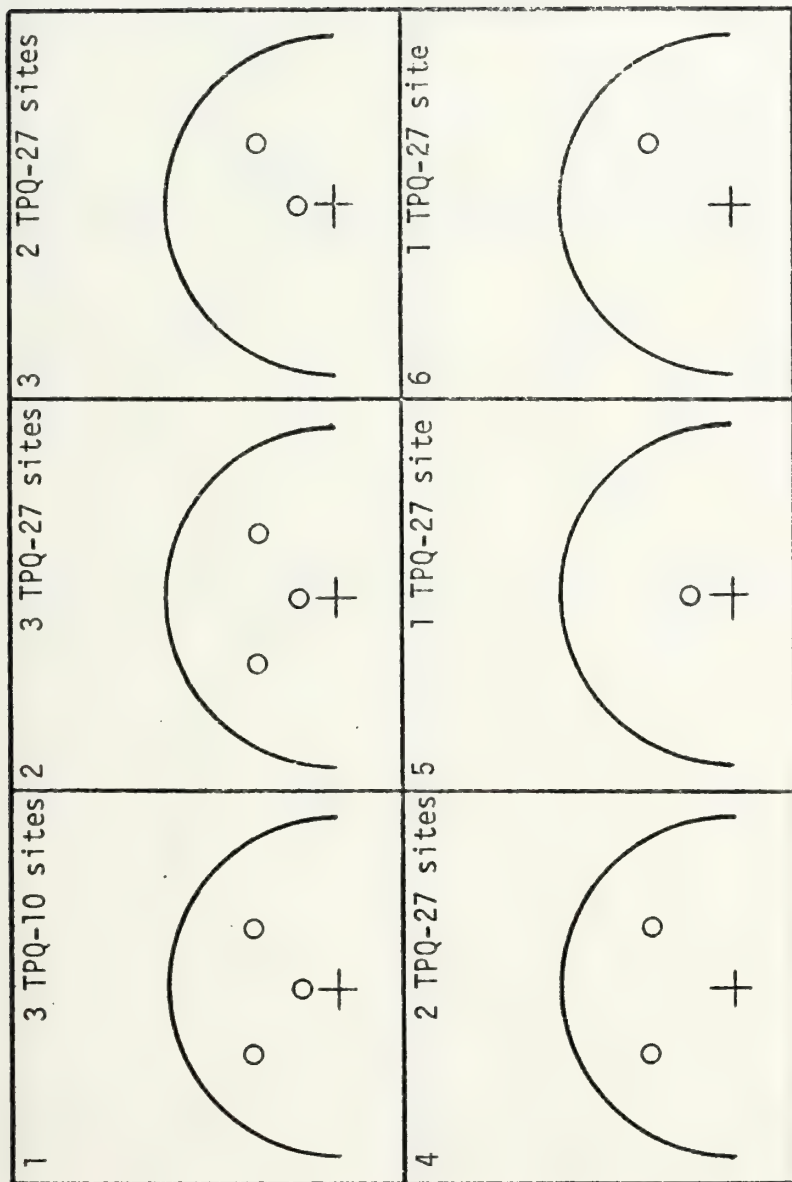 1 3 TPQ-10 sites
2 3 TPQ-27 sites
3 2 TPQ-27 sites
4 2 TPQ-27 sites
5 1 TPQ-27 site
6 1 TPQ-27 site